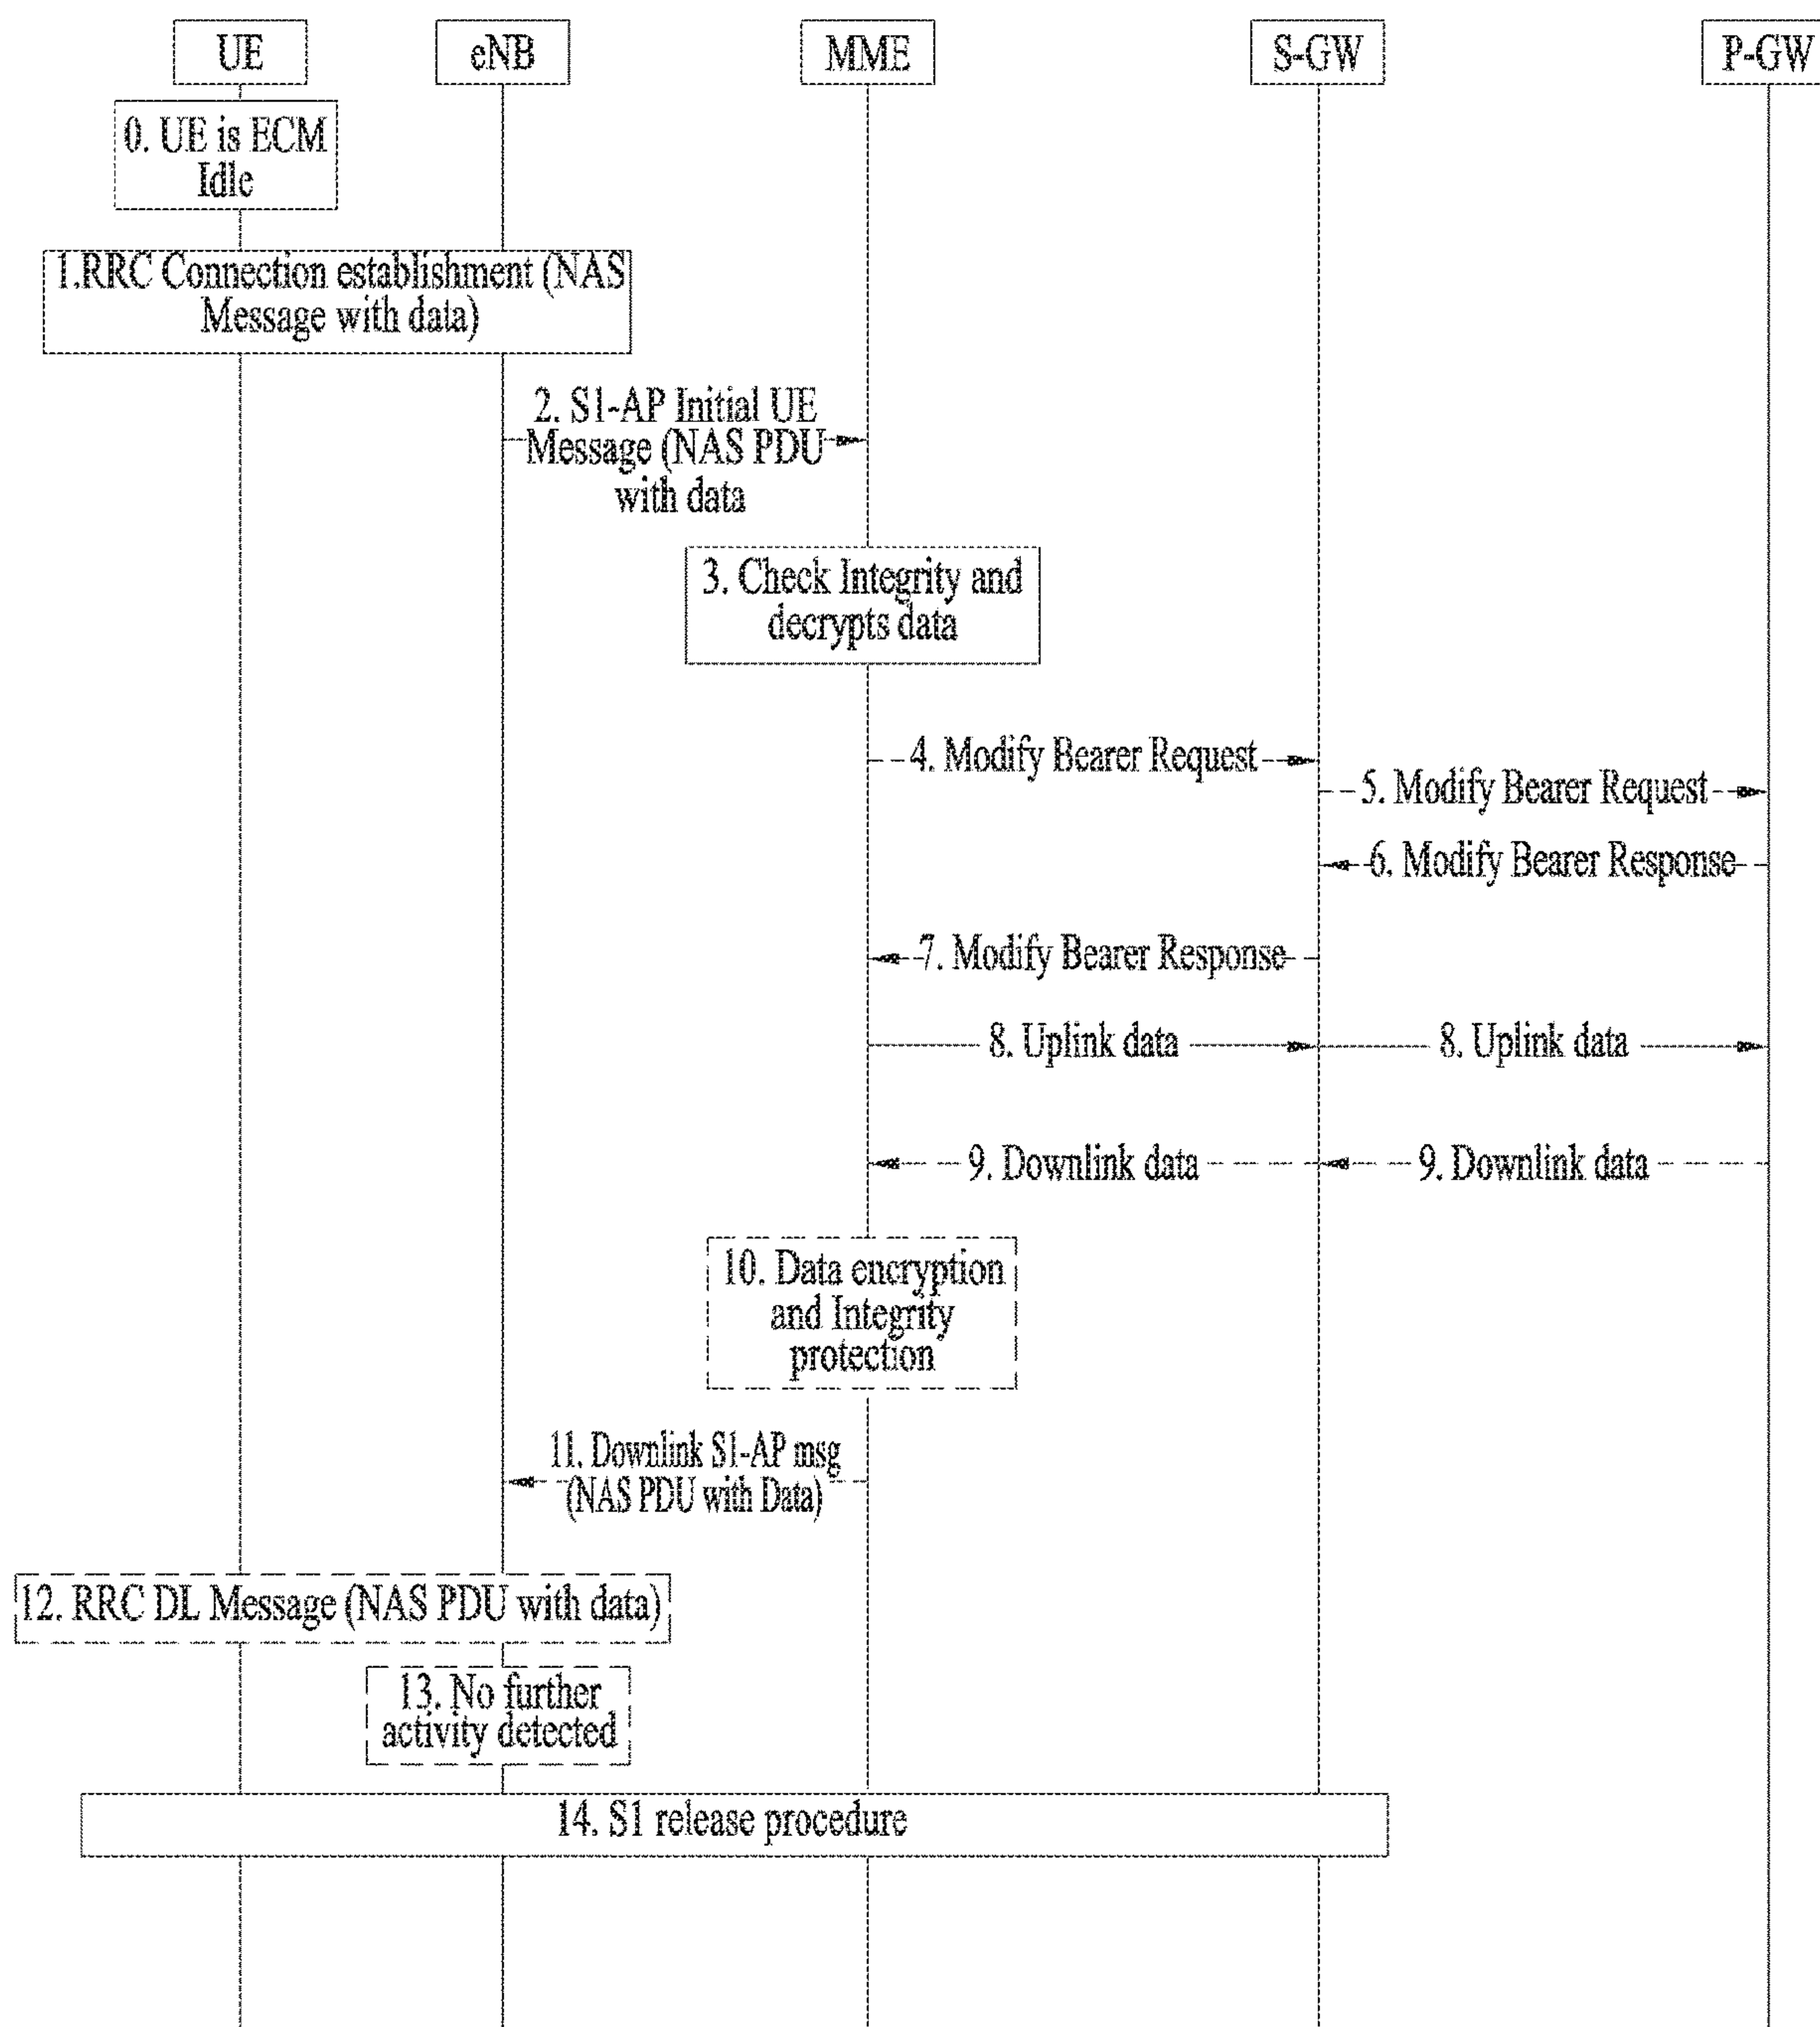 UE
eNB
MME
S-GW
P-GW
0. UE is ECM
Idle
1.RRC Connection establishment (NAS
Message with data)
2. S1-AP Initial UE
Message (NAS PDU
with data
3. Check Integrity and
decrypts data
4. Modify Bearer Request
5. Modify Bearer Request
6. Modify Bearer Response
7. Modify Bearer Response
8. Uplink data
8. Uplink data
9. Downlink data
9. Downlink data
10. Data encryption
and Integrity
protection
11. Downlink S1-AP msg
(NAS PDU with Data)
12. RRC DL Message (NAS PDU with data)
13. No further
activity detected
14. S1 release procedure